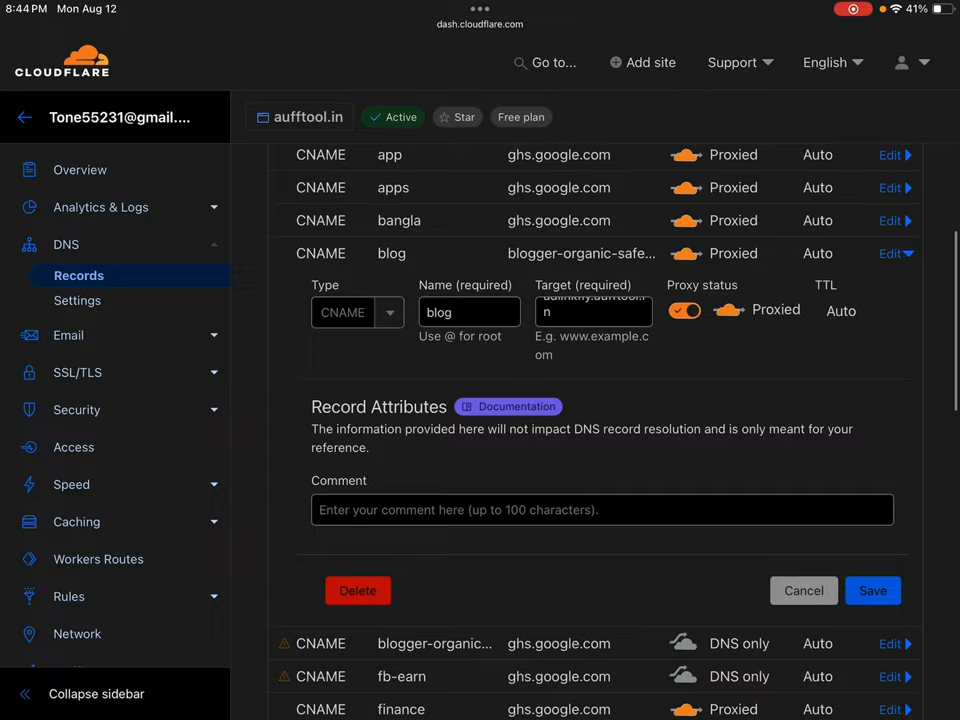 8:44 PM Mon Aug 12
41%
dash.cloudflare.com
CLOUDFLARE
Go to...
Add site
Support
English
Tone55231@gmail....
aufftool.in
Active
Star
Free plan
Overview
Analytics & Logs
DNS
Records
Settings
Email
SSL/TLS
Security
Access
Speed
Caching
Workers Routes
Rules
Network
Collapse sidebar
CNAME app ghs.google.com Proxied Auto Edit
CNAME apps ghs.google.com Proxied Auto Edit
CNAME bangla ghs.google.com Proxied Auto Edit
CNAME blog blogger-organic-safe... Proxied Auto Edit
Type Name (required) Target (required) Proxy status TTL
CNAME blog n Proxied Auto
Use @ for root
E.g. www.example.c
om
Record Attributes Documentation
The information provided here will not impact DNS record resolution and is only meant for your
reference.
Comment
Enter your comment here (up to 100 characters).
Delete Cancel Save
CNAME blogger-organic... ghs.google.com DNS only Auto Edit
CNAME fb-earn ghs.google.com DNS only Auto Edit
CNAME finance ghs.google.com Proxied Auto Edit